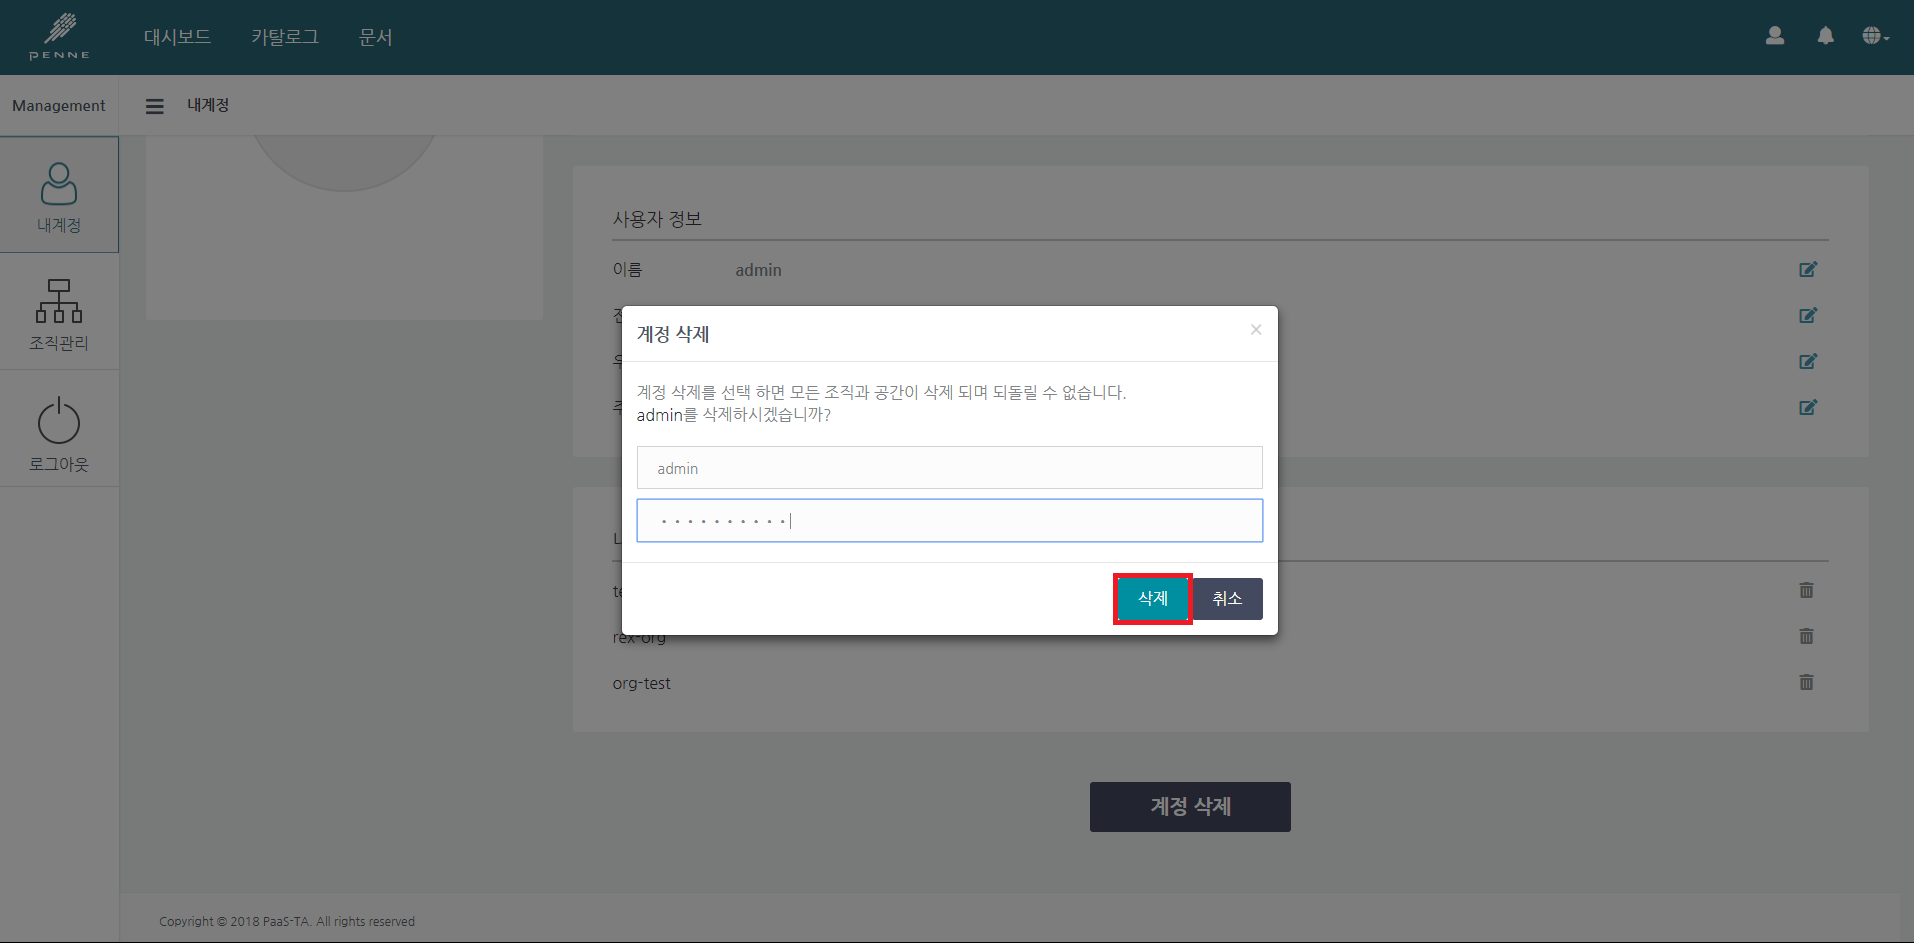 PENNE
대시보드 카탈로그 문서
Management
내계정
내계정
조직관리
로그아웃
사용자 정보
이름 admin
계정 삭제
×
계정 삭제를 선택 하면 모든 조직과 공간이 삭제 되며 되돌릴 수 없습니다.
admin를 삭제하시겠습니까?
admin
••••••••••
삭제 취소
rex-org
org-test
계정 삭제
Copyright © 2018 PaaS-TA. All rights reserved